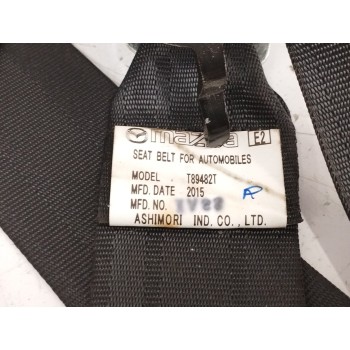 mazda E2
SEAT BELT FOR AUTOMOBILES
MODEL T89482T
MFD. DATE 2015
MFD. NO.
ASHIMORI IND. CO., LTD.